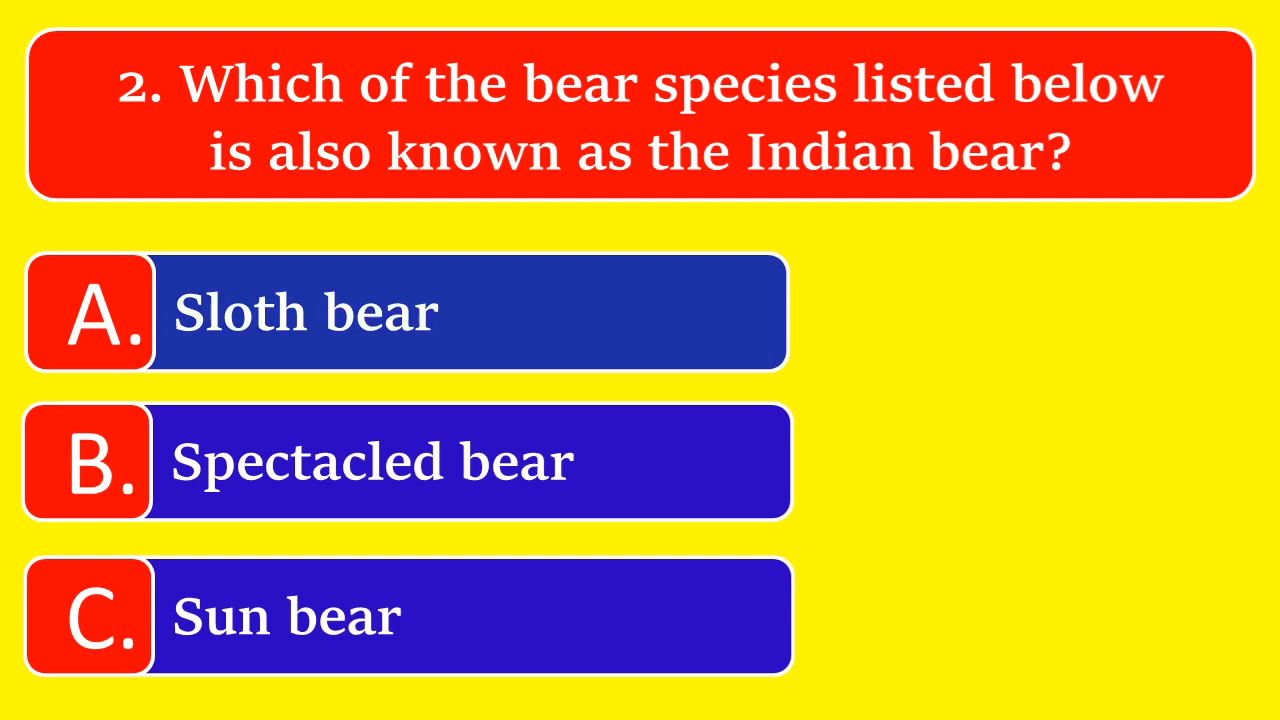 2. Which of the bear species listed below
is also known as the Indian bear?
A. Sloth bear
B. Spectacled bear
C. Sun bear